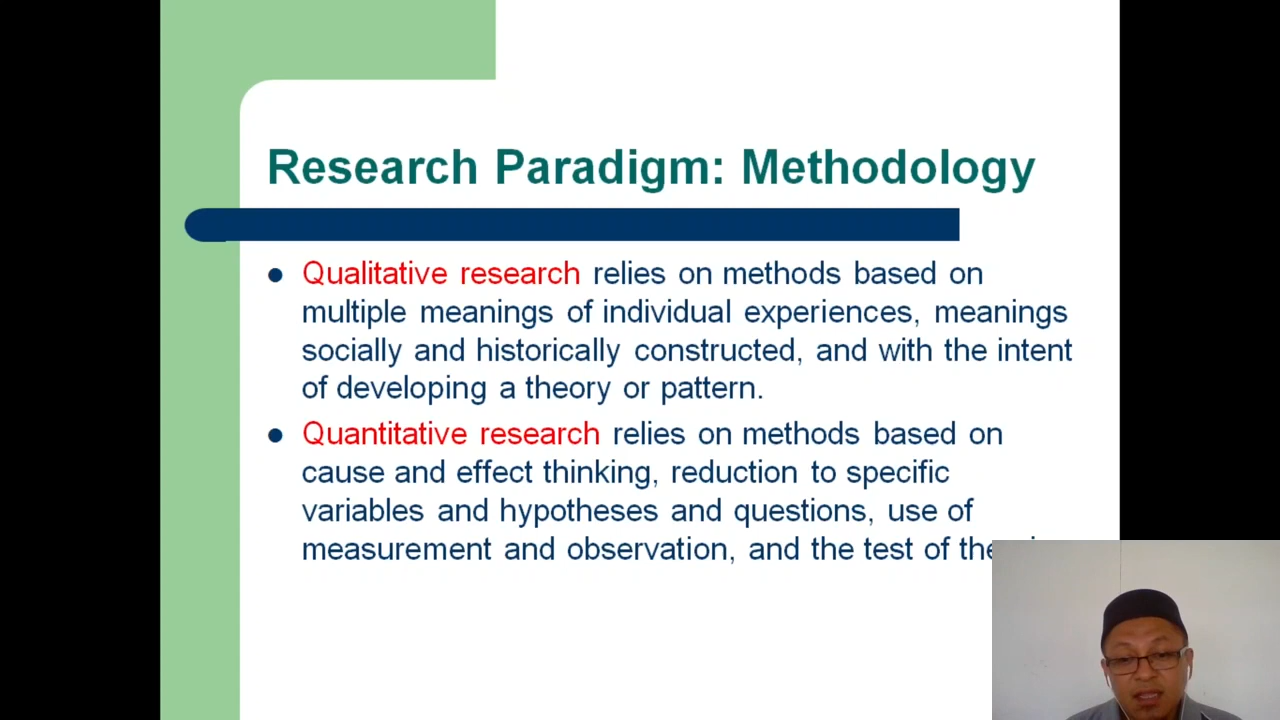 Research Paradigm: Methodology
Qualitative research relies on methods based on
multiple meanings of individual experiences, meanings
socially and historically constructed, and with the intent
of developing a theory or pattern.
Quantitative research relies on methods based on
cause and effect thinking, reduction to specific
variables and hypotheses and questions, use of
measurement and observation, and the test of